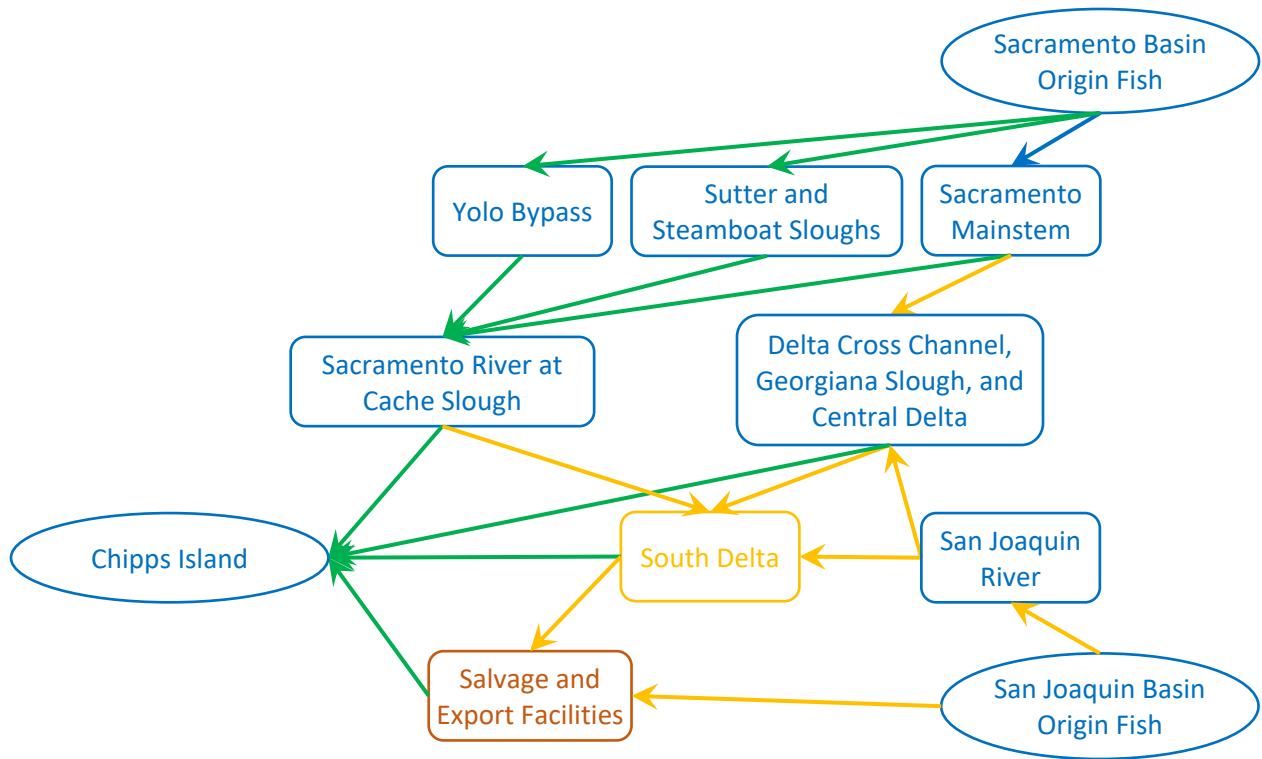 Sacramento Basin
Origin Fish
Yolo Bypass
Sutter and
Steamboat Sloughs
Sacramento
Mainstem
Sacramento River at
Cache Slough
Delta Cross Channel,
Georgiana Slough, and
Central Delta
Chipps Island
South Delta
San Joaquin
River
Salvage and
Export Facilities
San Joaquin Basin
Origin Fish